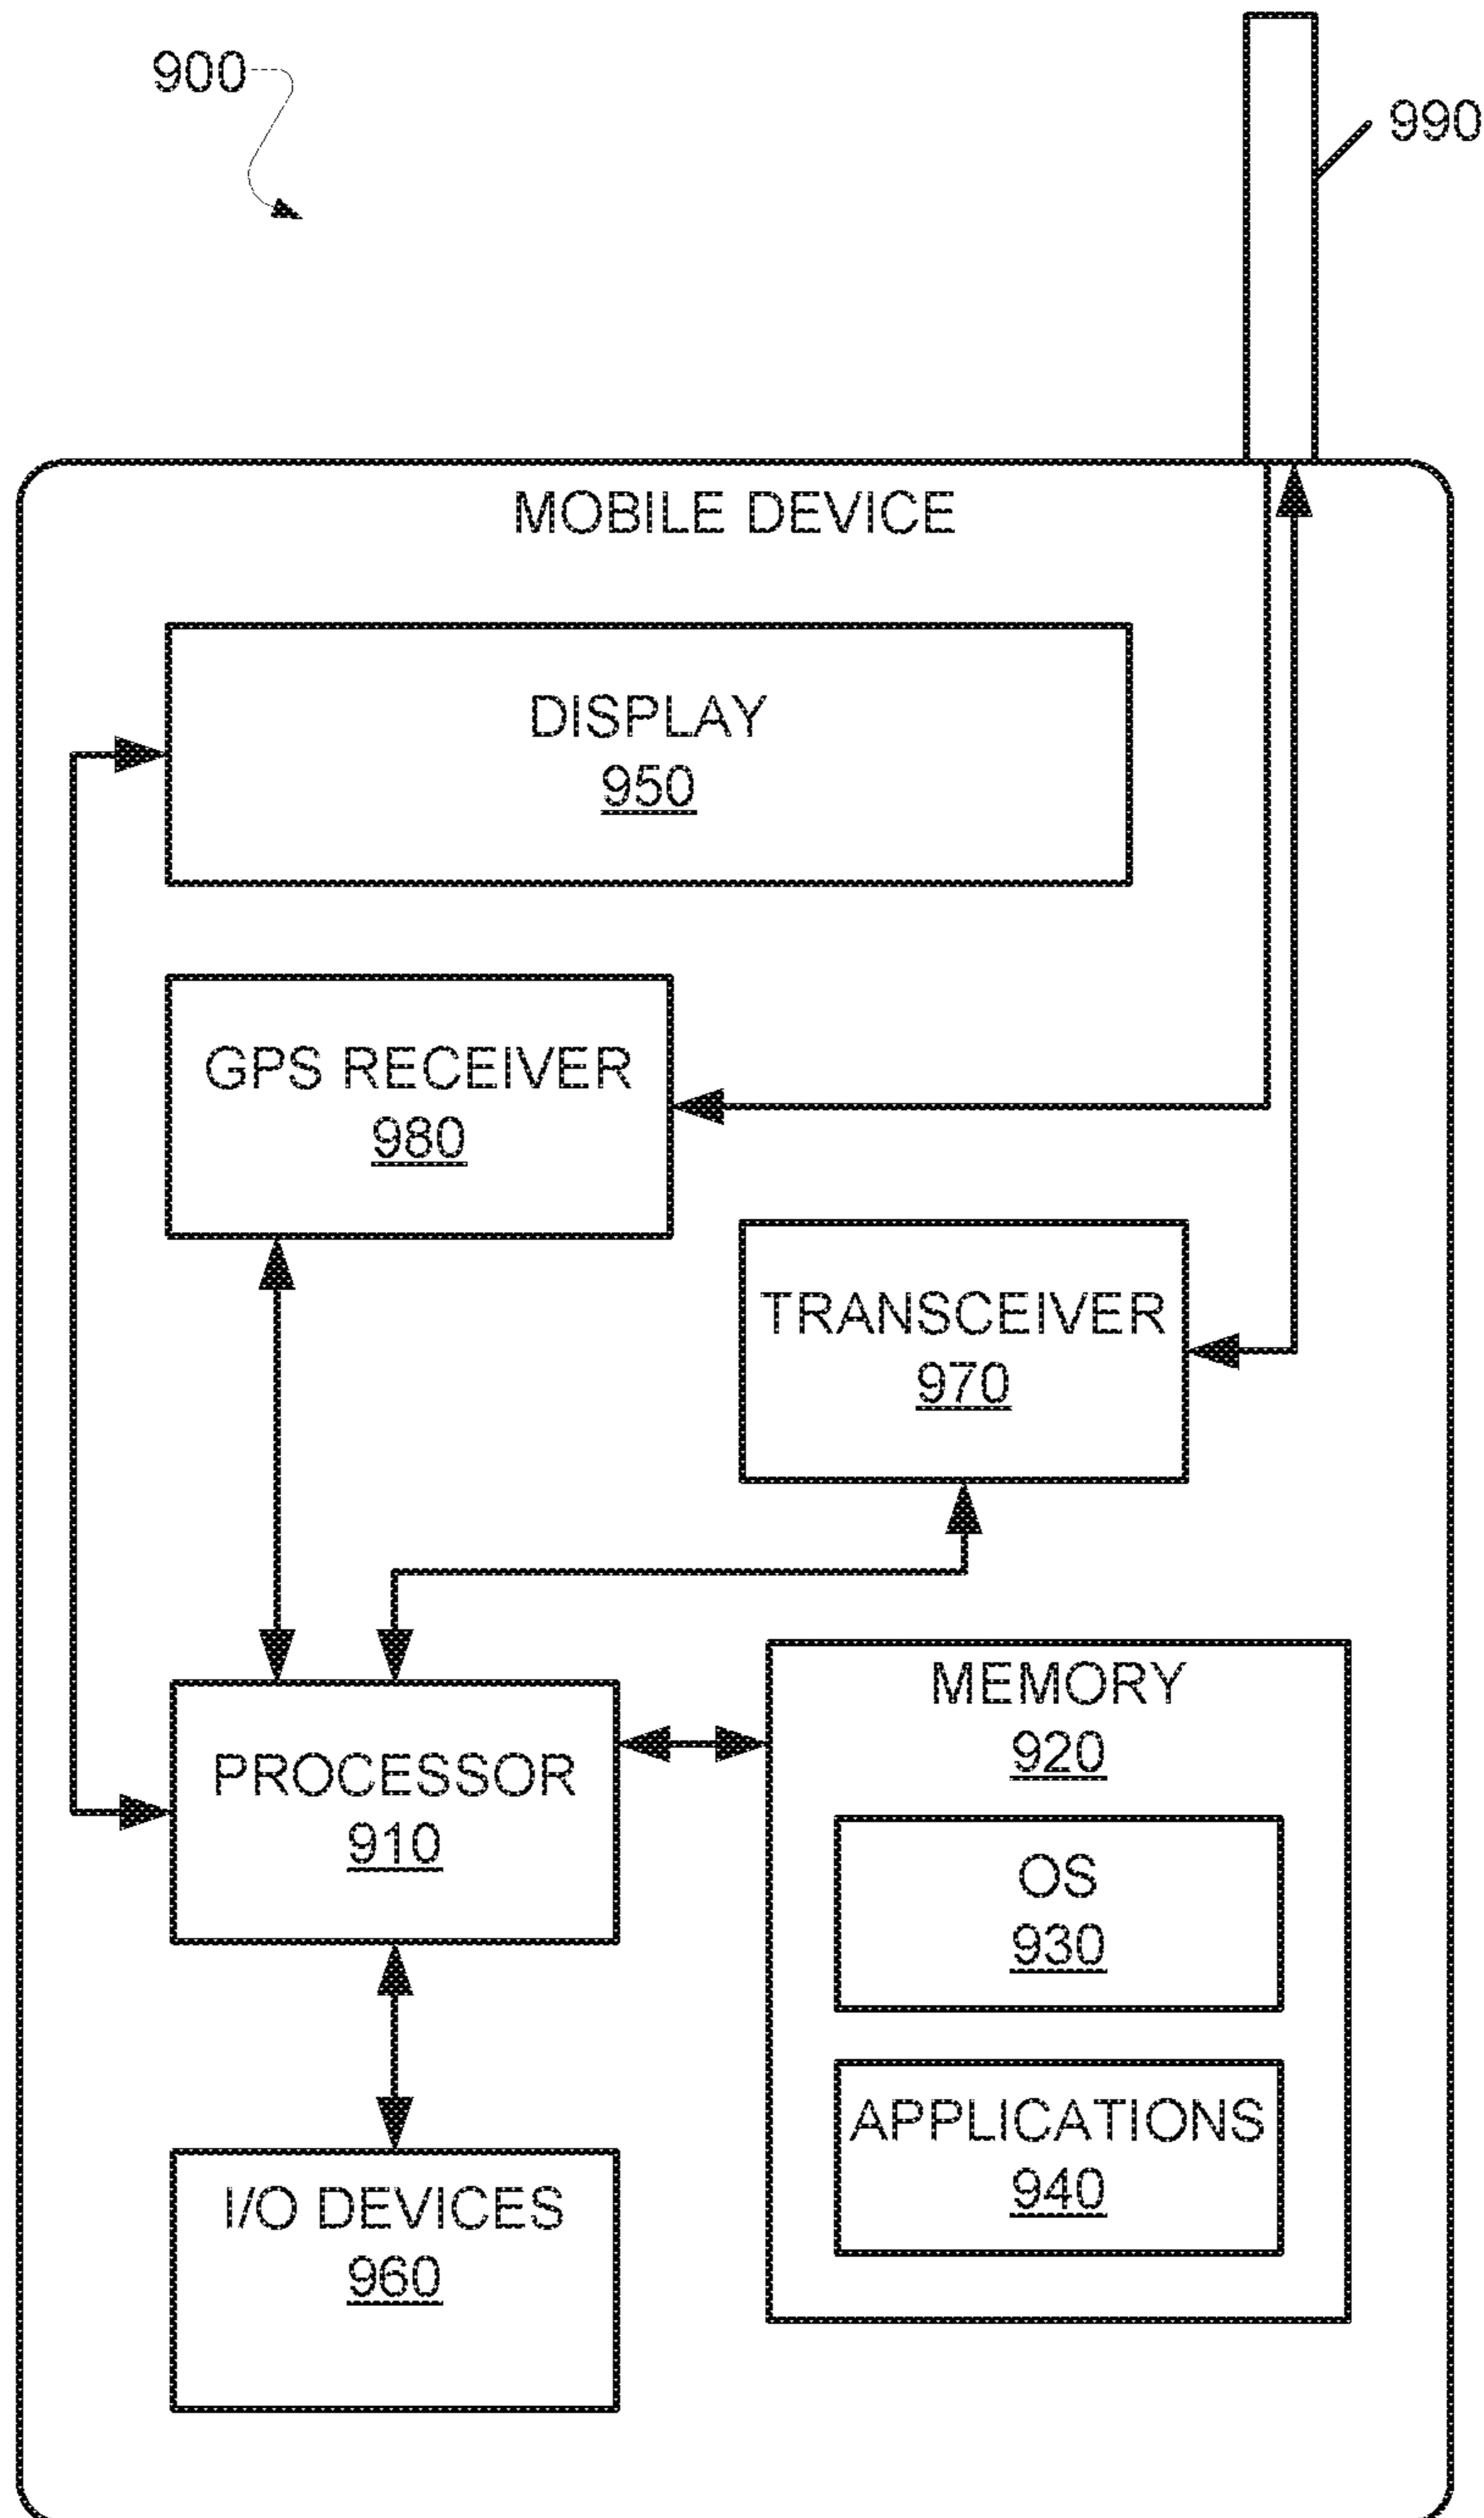 900
990
MOBILE DEVICE
DISPLAY
950
GPS RECEIVER
980
TRANSCEIVER
970
MEMORY
920
PROCESSOR
910
OS
930
APPLICATIONS
940
I/O DEVICES
960